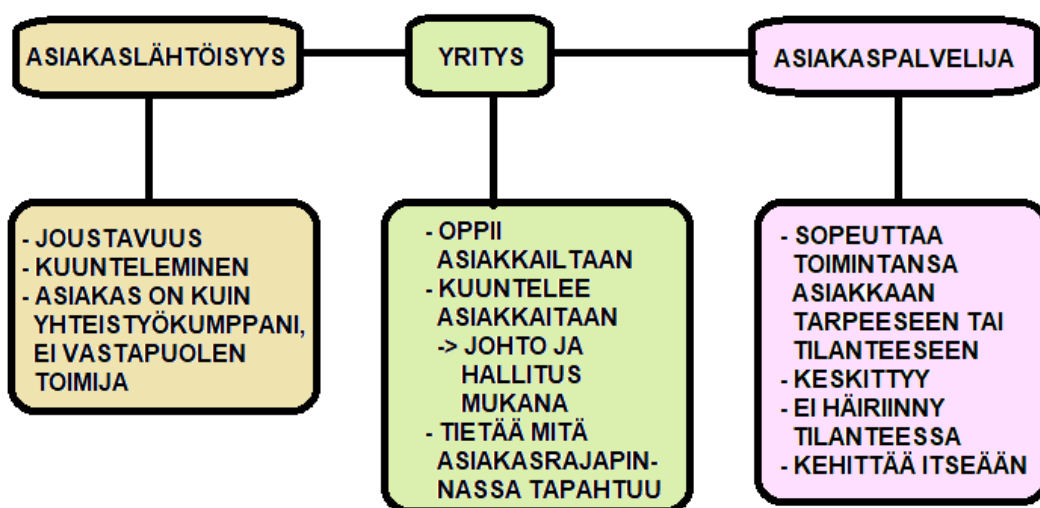 ASIAKASLÄHTÖISYYS
YRITYS
ASIAKASPALVELIJA
- JOUSTAVUUS
- KUUNTELEMINEN
- ASIAKAS ON KUIN
YHTEISTYÖKUMPPANI,
EI VASTAPUOLEN
TOIMIJA
- OPPII
ASIAKKAILTAAN
- KUUNTELEE
ASIAKKAITAAN
-> JOHTO JA
HALLITUS
MUKANA
- TIETÄÄ MITÄ
ASIAKASRAJAPIN-
NASSA TAPAHTUU
- SOPEUTTAA
TOIMINTANSA
ASIAKKAAN
TARPEESEEN TAI
TILANTEESEEN
- KESKITTYY
- EI HÄIRIINNY
TILANTEESSA
- KEHITTÄÄ ITSEÄÄN